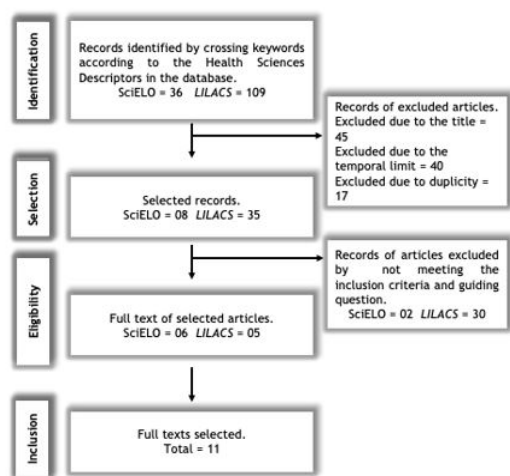 Identification
Records identified by crossing keywords
according to the Health Sciences
Descriptors in the database.
SciELO = 36 LILACS = 109
Records of excluded articles.
Excluded due to the title =
45
Excluded due to the
temporal limit = 40
Excluded due to duplicity =
17
Selection
Selected records.
SciELO = 08 LILACS = 35
Records of articles excluded
by not meeting the
inclusion criteria and guiding
question.
SciELO = 02 LILACS = 30
Eligibility
Full text of selected articles.
SciELO = 06 LILACS = 05
Inclusion
Full texts selected.
Total = 11